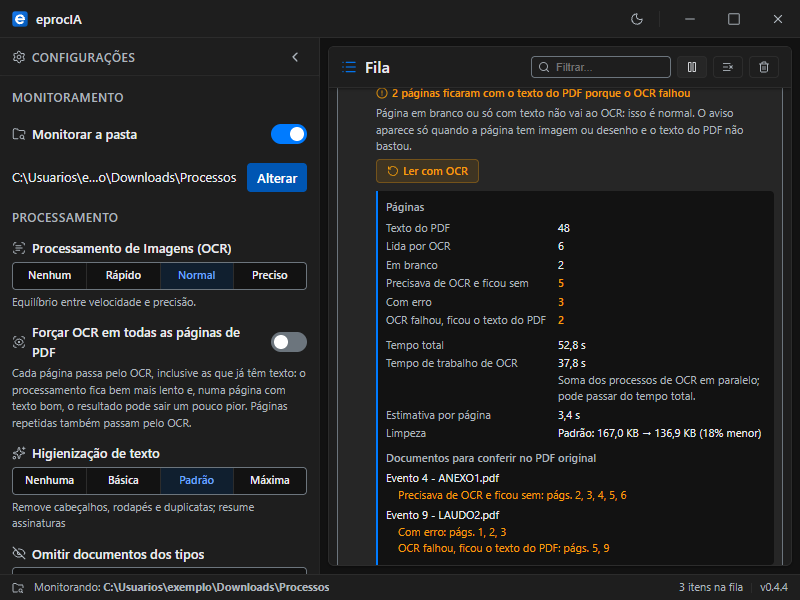 eprocIA
CONFIGURAÇÕES
MONITORAMENTO
Monitorar a pasta
C:\Usuarios\e...o\Downloads\Processos
Alterar
PROCESSAMENTO
Processamento de Imagens (OCR)
Nenhum
Rápido
Normal
Preciso
Equilíbrio entre velocidade e precisão.
Forçar OCR em todas as páginas de
PDF
Cada página passa pelo OCR, inclusive as que já têm texto: o
processamento fica bem mais lento e, numa página com
texto bom, o resultado pode sair um pouco pior. Páginas
repetidas também passam pelo OCR.
Higienização de texto
Nenhuma
Básica
Padrão
Máxima
Remove cabeçalhos, rodapés e duplicatas; resume
assinaturas
Omitir documentos dos tipos
Fila
Filtrar...
2 páginas ficaram com o texto do PDF porque o OCR falhou
Página em branco ou só com texto não vai ao OCR: isso é normal. O aviso
aparece só quando a página tem imagem ou desenho e o texto do PDF não
bastou.
Ler com OCR
Páginas
Texto do PDF 48
Lida por OCR 6
Em branco 2
Precisava de OCR e ficou sem 5
Com erro 3
OCR falhou, ficou o texto do PDF 2
Tempo total 52,8 s
Tempo de trabalho de OCR 37,8 s
Soma dos processos de OCR em paralelo;
pode passar do tempo total.
Estimativa por página 3,4 s
Limpeza Padrão: 167,0 KB → 136,9 KB (18% menor)
Documentos para conferir no PDF original
Evento 4 - ANEXO1.pdf
Precisava de OCR e ficou sem: págs. 2, 3, 4, 5, 6
Evento 9 - LAUDO2.pdf
Com erro: págs. 1, 2, 3
OCR falhou, ficou o texto do PDF: págs. 5, 9
Monitorando: C:\Usuarios\exemplo\Downloads\Processos
3 itens na fila
v0.4.4